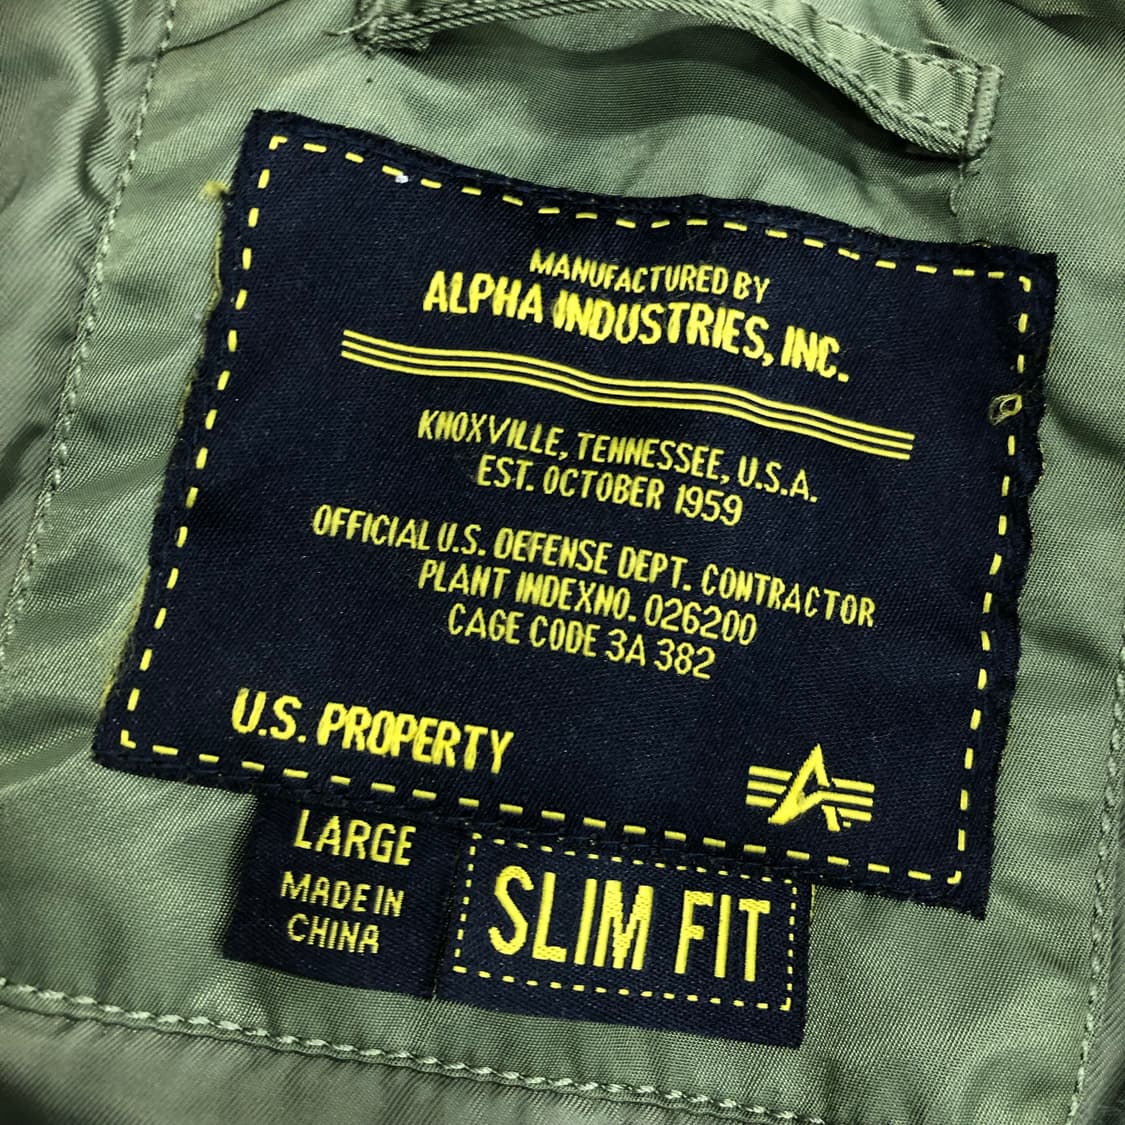 MANUFACTURED BY
ALPHA INDUSTRIES, INC.
KNOXVILLE, TENNESSEE, U.S.A.
EST. OCTOBER 1959
OFFICIAL U.S. DEFENSE DEPT. CONTRACTOR
PLANT INDEXNO. 026200
CAGE CODE 3A 382
U.S. PROPERTY
LARGE
MADE IN
CHINA
SLIM FIT